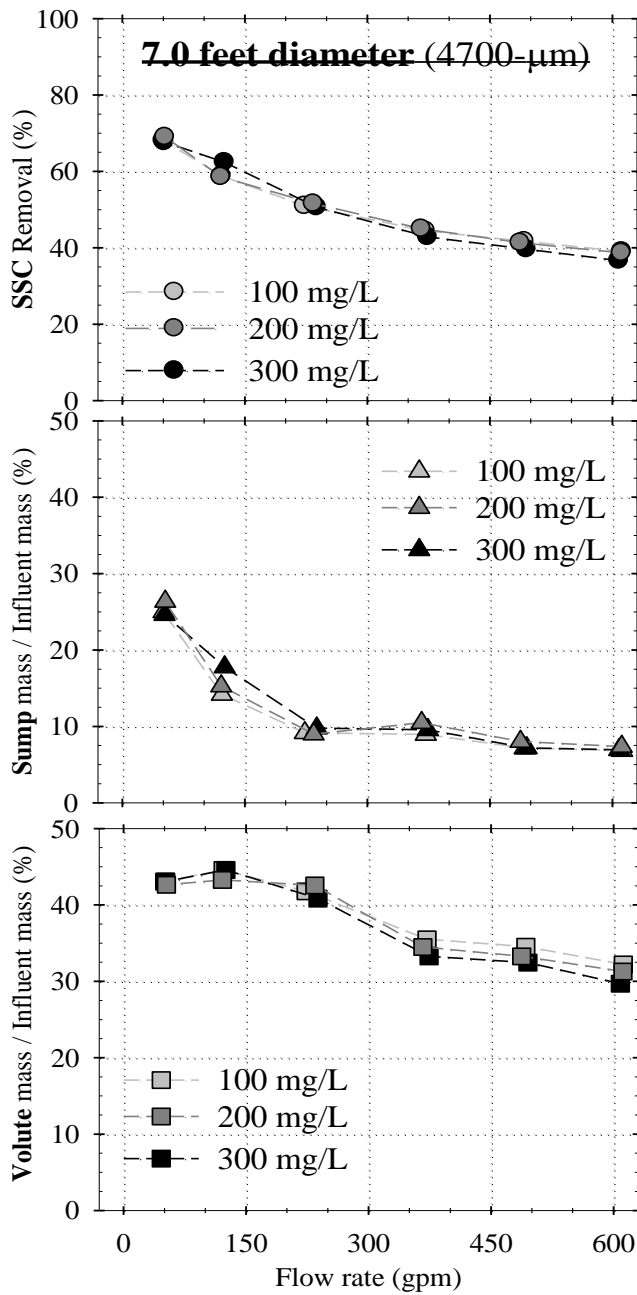 100
7.0 feet diameter (4700-μm)
80
60
40
20
0
SSC Removal (%)
100 mg/L
200 mg/L
300 mg/L
50
40
30
20
10
0
Sump mass / Influent mass (%)
100 mg/L
200 mg/L
300 mg/L
50
40
30
20
10
0
Volute mass / Influent mass (%)
100 mg/L
200 mg/L
300 mg/L
0 150 300 450 600
Flow rate (gpm)